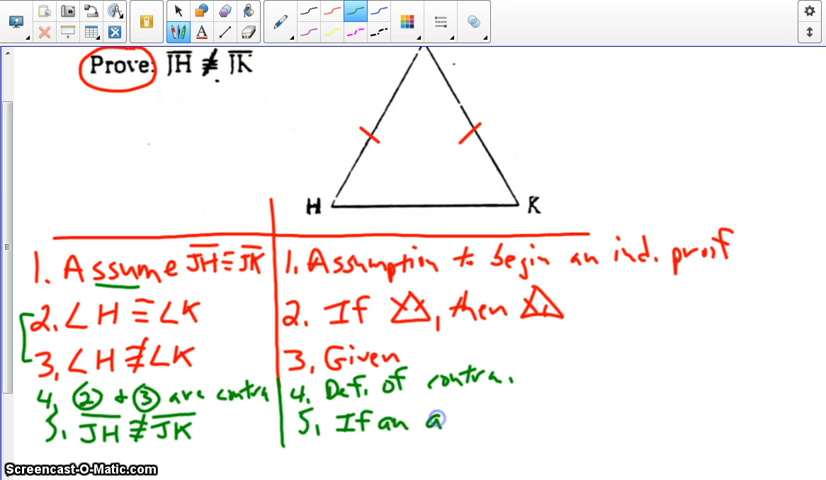 Prove: JH ≇ JK
H K
1. Assume JH ≅ JK 1. Assumption to begin an ind. proof
2. ∠H ≅ ∠K 2. If △, then △
3. ∠H ≇ ∠K 3. Given
4. ② + ③ are contra 4. Def. of contra.
5. JH ≇ JK 5. If an a
Screencast-O-Matic.com